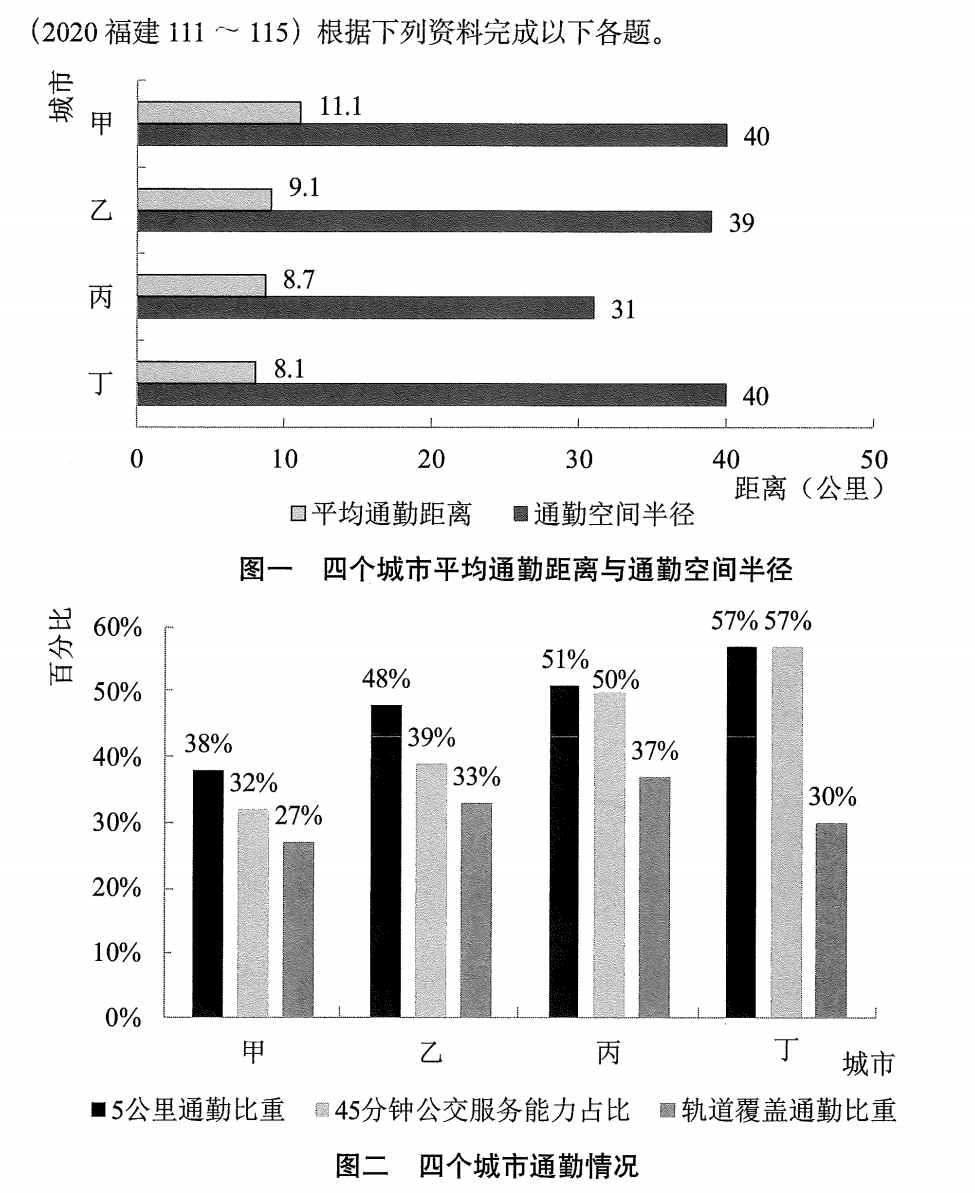 （2020 福建 111 ～ 115）根据下列资料完成以下各题。
城市
甲
11.1
40
乙
9.1
39
丙
8.7
31
丁
8.1
40
0 10 20 30 40 50
距离（公里）
平均通勤距离 通勤空间半径
图一 四个城市平均通勤距离与通勤空间半径
百分比
60%
50%
40%
30%
20%
10%
0%
38% 32% 27%
48% 39% 33%
51% 50% 37%
57% 57% 30%
甲 乙 丙 丁
城市
5公里通勤比重 45分钟公交服务能力占比 轨道覆盖通勤比重
图二 四个城市通勤情况